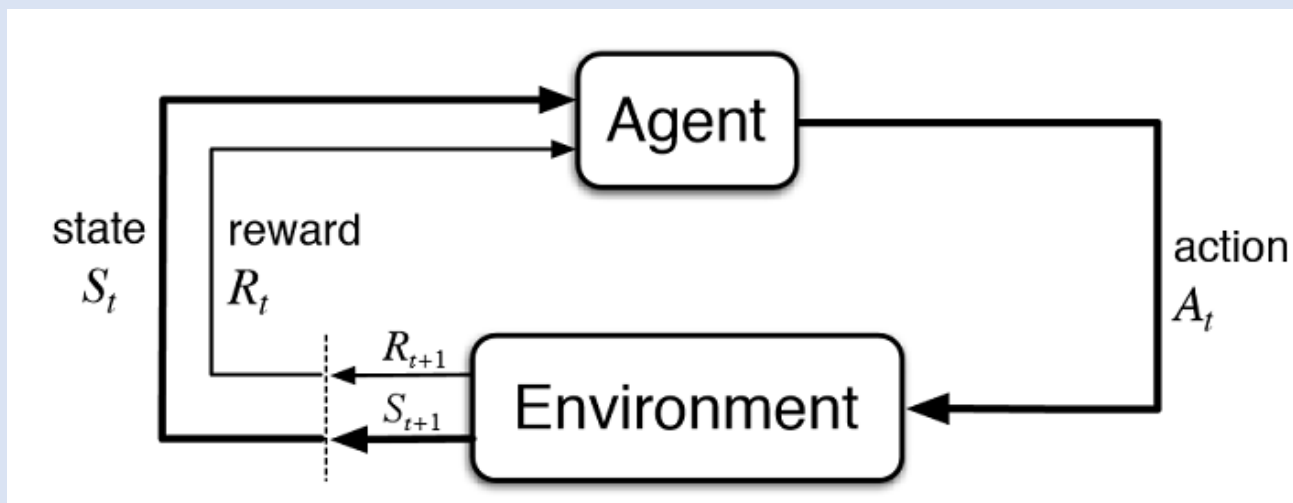 Agent
state
S_t
reward
R_t
action
A_t
R_{t+1}
S_{t+1}
Environment